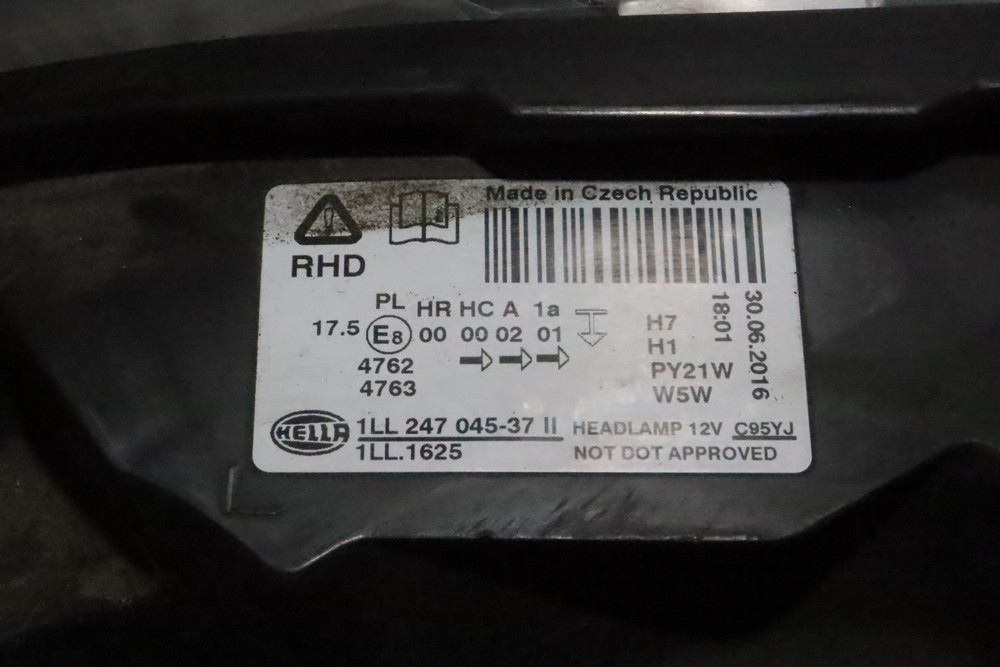 Made in Czech Republic
RHD
PL HR HC A 1a
17.5 E8 00 00 02 01
4762
4763
H7
H1
PY21W
W5W
18:01
30.06.2016
HELLA
1LL 247 045-37 II
1LL.1625
HEADLAMP 12V C95YJ
NOT DOT APPROVED